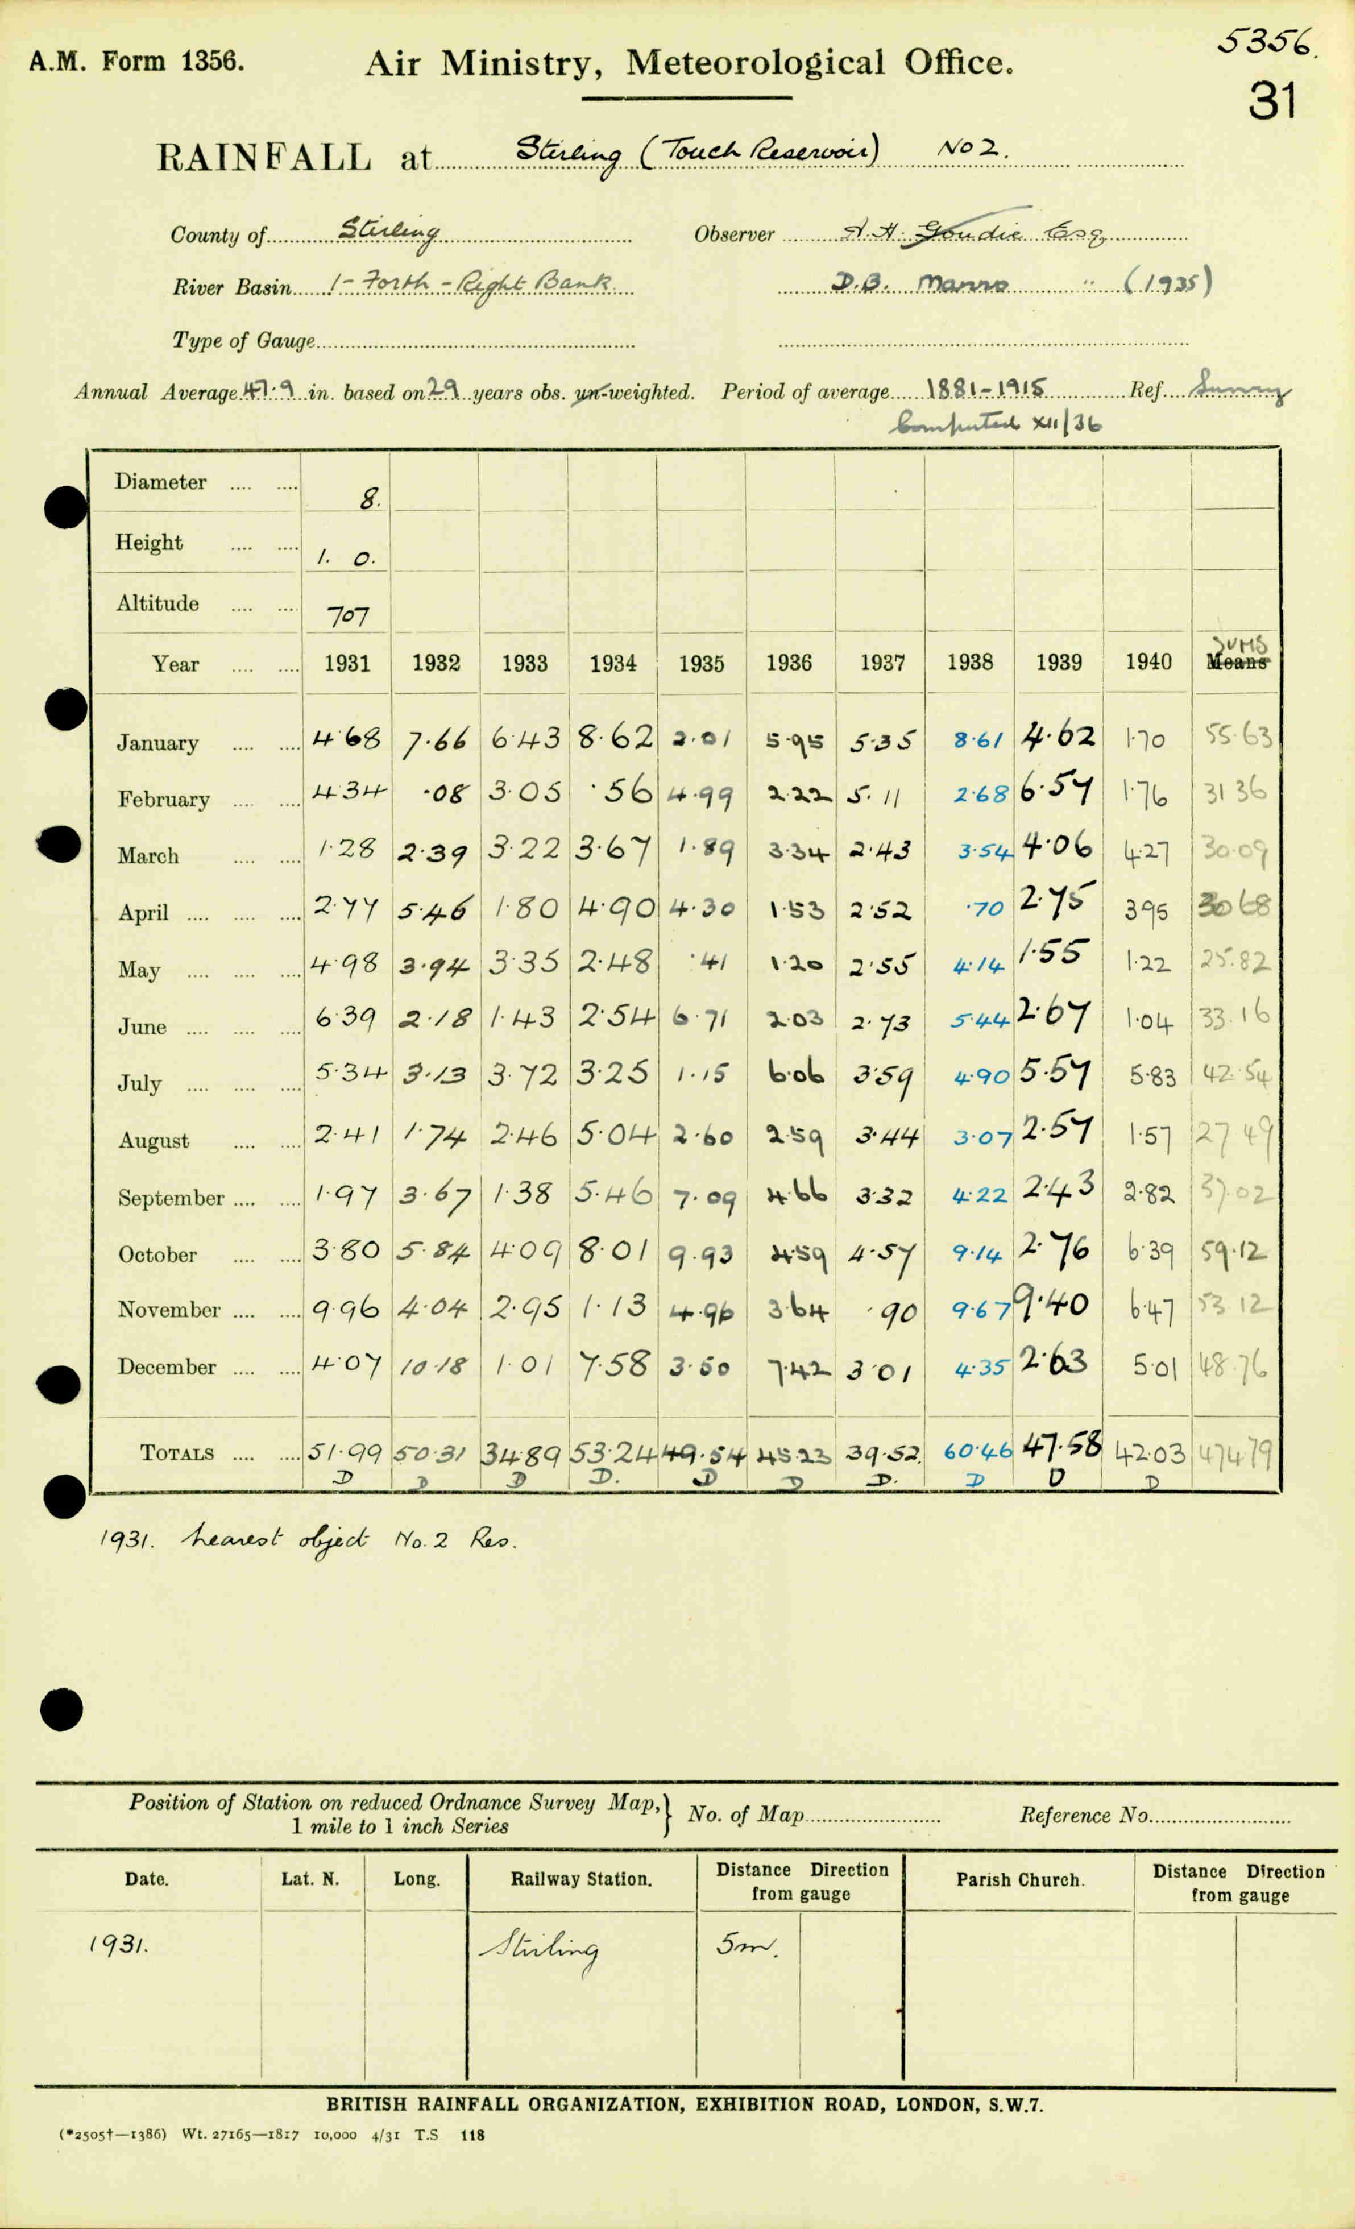 5356.
A.M. Form 1356. Air Ministry, Meteorological Office.
31
RAINFALL at Stirling (Touch Reservoir) No 2.
County of Stirling Observer A. H. Goudie Esq
River Basin 1 - Forth - Right Bank D.B. Manro " (1935)
Type of Gauge
Annual Average 47.9 in. based on 29 years obs. un-weighted. Period of average 1881-1915 Ref.
Computed XII/36
Diameter .... .... 8.
Height .... .... 1. 0.
Altitude .... .... 707
SUMS
Year .... .... 1931 1932 1933 1934 1935 1936 1937 1938 1939 1940 Means
January .... .... 4.68 7.66 6.43 8.62 2.01 5.95 5.35 8.61 4.62 1.70 55.63
February .... .... 4.34 .08 3.05 .56 4.99 2.22 5.11 2.68 6.57 1.76 31 36
March .... .... 1.28 2.39 3.22 3.67 1.89 3.34 2.43 3.54 4.06 4.27 30.09
April .... .... .... 2.77 5.46 1.80 4.90 4.30 1.53 2.52 .70 2.75 3.95 30 68
May .... .... .... 4.98 3.94 3.35 2.48 .41 1.20 2.55 4.14 1.55 1.22 25.82
June .... .... .... 6.39 2.18 1.43 2.54 6.71 2.03 2.73 5.44 2.67 1.04 33.16
July .... .... .... 5.34 3.13 3.72 3.25 1.15 6.06 3.59 4.90 5.57 5.83 42.54
August .... .... 2.41 1.74 2.46 5.04 2.60 2.59 3.44 3.07 2.57 1.57 27 49
September .... .... 1.97 3.67 1.38 5.46 7.09 4.66 3.32 4.22 2.43 2.82 37.02
October .... .... 3.80 5.84 4.09 8.01 9.93 4.59 4.57 9.14 2.76 6.39 59.12
November .... .... 9.96 4.04 2.95 1.13 4.96 3.64 .90 9.67 9.40 6.47 53 12
December .... .... 4.07 10.18 1.01 7.58 3.50 7.42 3.01 4.35 2.63 5.01 48.76
TOTALS .... .... 51.99 50.31 34.89 53.24 49.54 45.23 39.52. 60.46 47.58 42.03 474 79
D D D D. D D D. D D D
1931. Nearest object No. 2 Res.
Position of Station on reduced Ordnance Survey Map,} No. of Map Reference No.
1 mile to 1 inch Series
Date. Lat. N. Long. Railway Station. Distance Direction from gauge Parish Church. Distance Direction from gauge
1931. Stirling 5m.
BRITISH RAINFALL ORGANIZATION, EXHIBITION ROAD, LONDON, S.W.7.
(*2505†—1386) Wt. 27165—1817 10,000 4/31 T.S 118